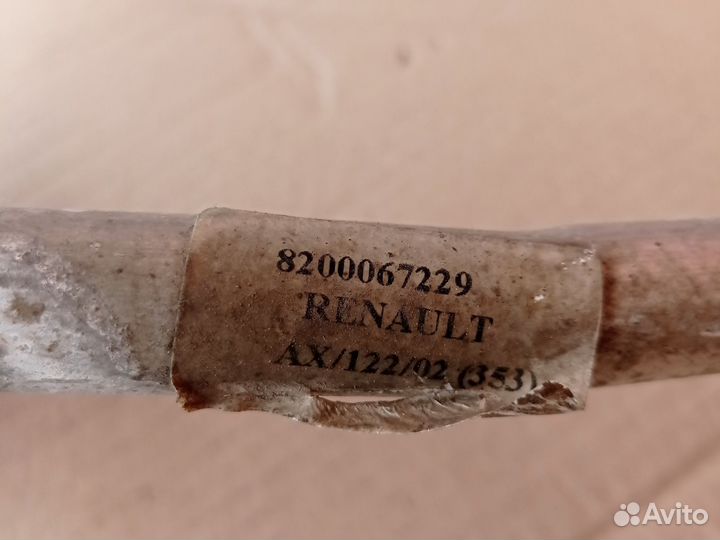 8200067229
RENAULT
AX/122/02 (353)
Avito